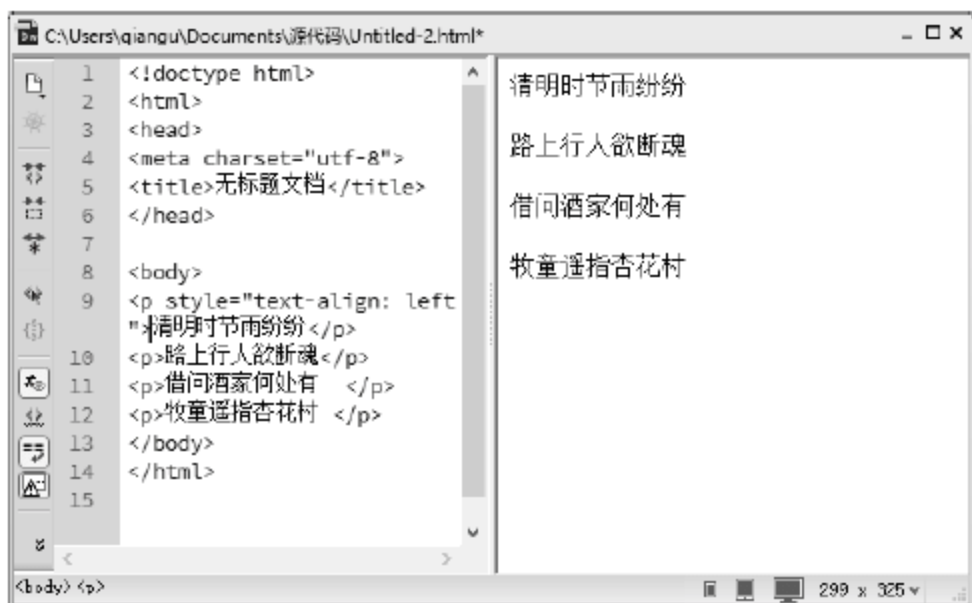 C:\Users\qiangu\Documents\源代码\Untitled-2.html*
1 <!doctype html>
2 <html>
3 <head>
4 <meta charset="utf-8">
5 <title>无标题文档</title>
6 </head>
7
8 <body>
9 <p style="text-align: left
">清明时节雨纷纷</p>
10 <p>路上行人欲断魂</p>
11 <p>借问酒家何处有 </p>
12 <p>牧童遥指杏花村 </p>
13 </body>
14 </html>
15
清明时节雨纷纷
路上行人欲断魂
借问酒家何处有
牧童遥指杏花村
<body> <p>
299 x 325